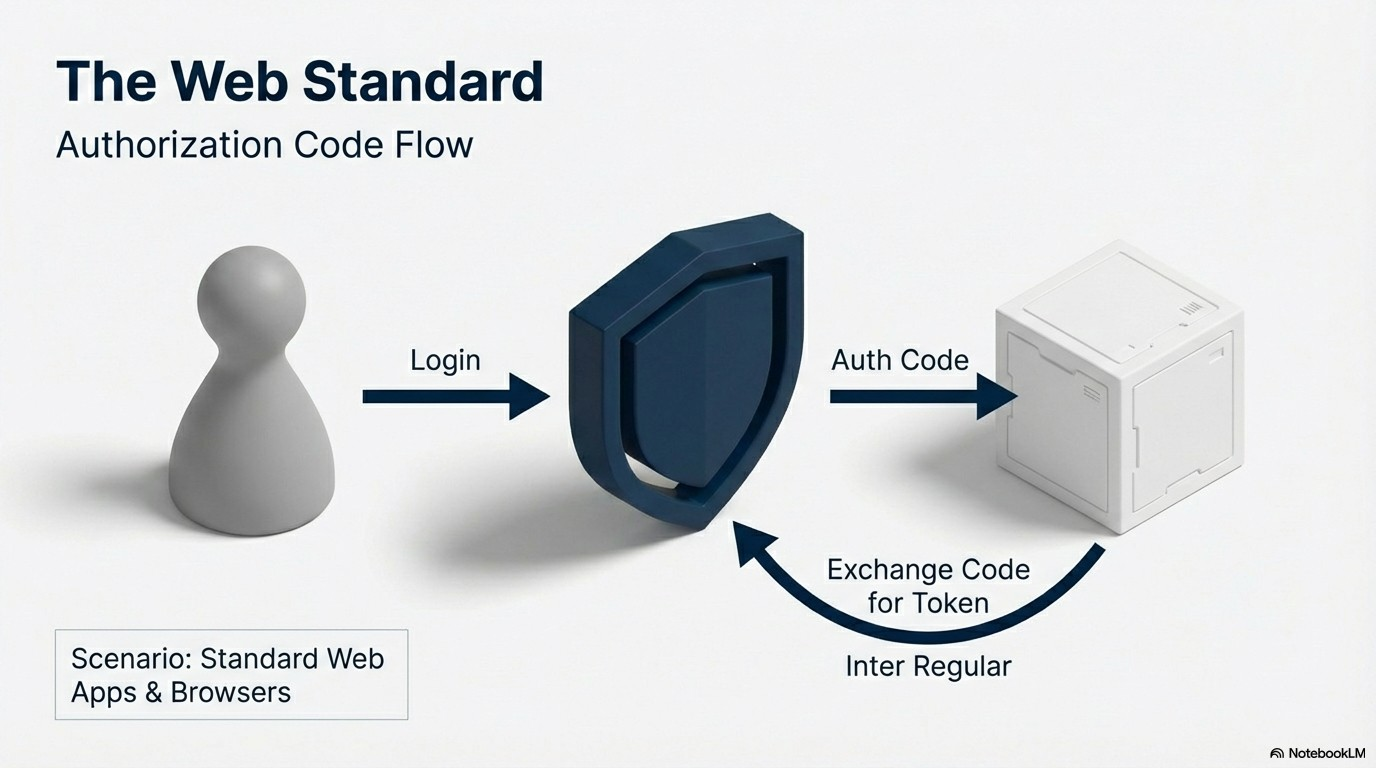 The Web Standard
Authorization Code Flow
Login
Auth Code
Exchange Code
for Token
Inter Regular
Scenario: Standard Web
Apps & Browsers
NotebookLM